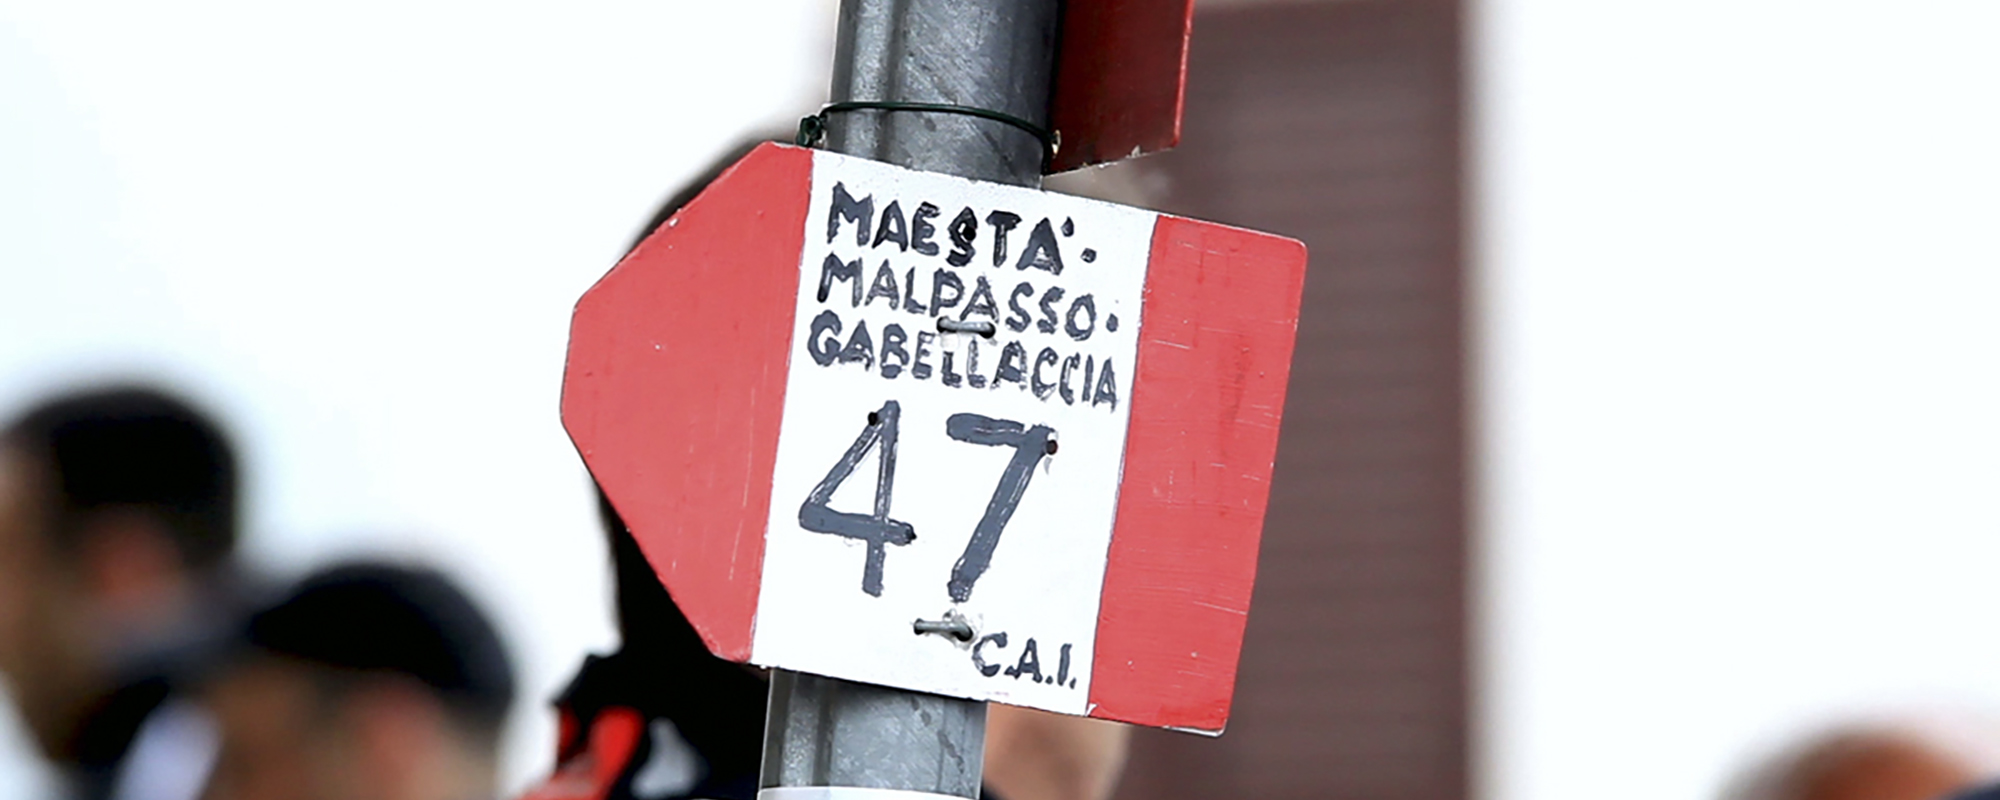 MAESTA'·
MALPASSO·
GABELLACCIA
47
C.A.I.